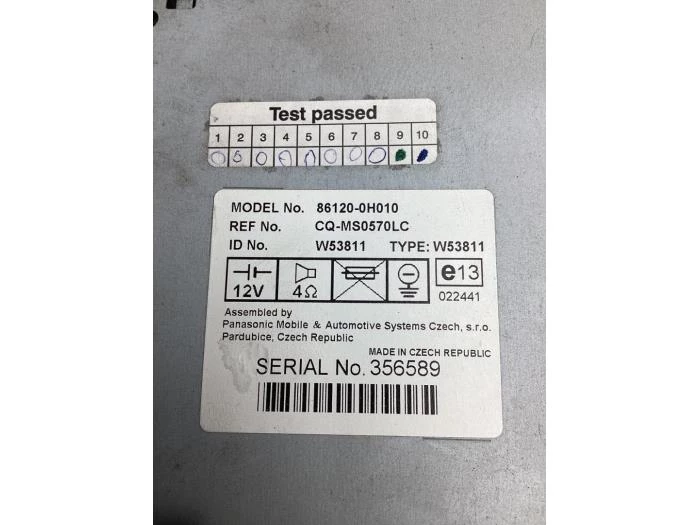 Test passed
1 2 3 4 5 6 7 8 9 10
MODEL No. 86120-0H010
REF No. CQ-MS0570LC
ID No. W53811 TYPE: W53811
12V 4Ω e13
022441
Assembled by
Panasonic Mobile & Automotive Systems Czech, s.r.o.
Pardubice, Czech Republic
MADE IN CZECH REPUBLIC
SERIAL No. 356589